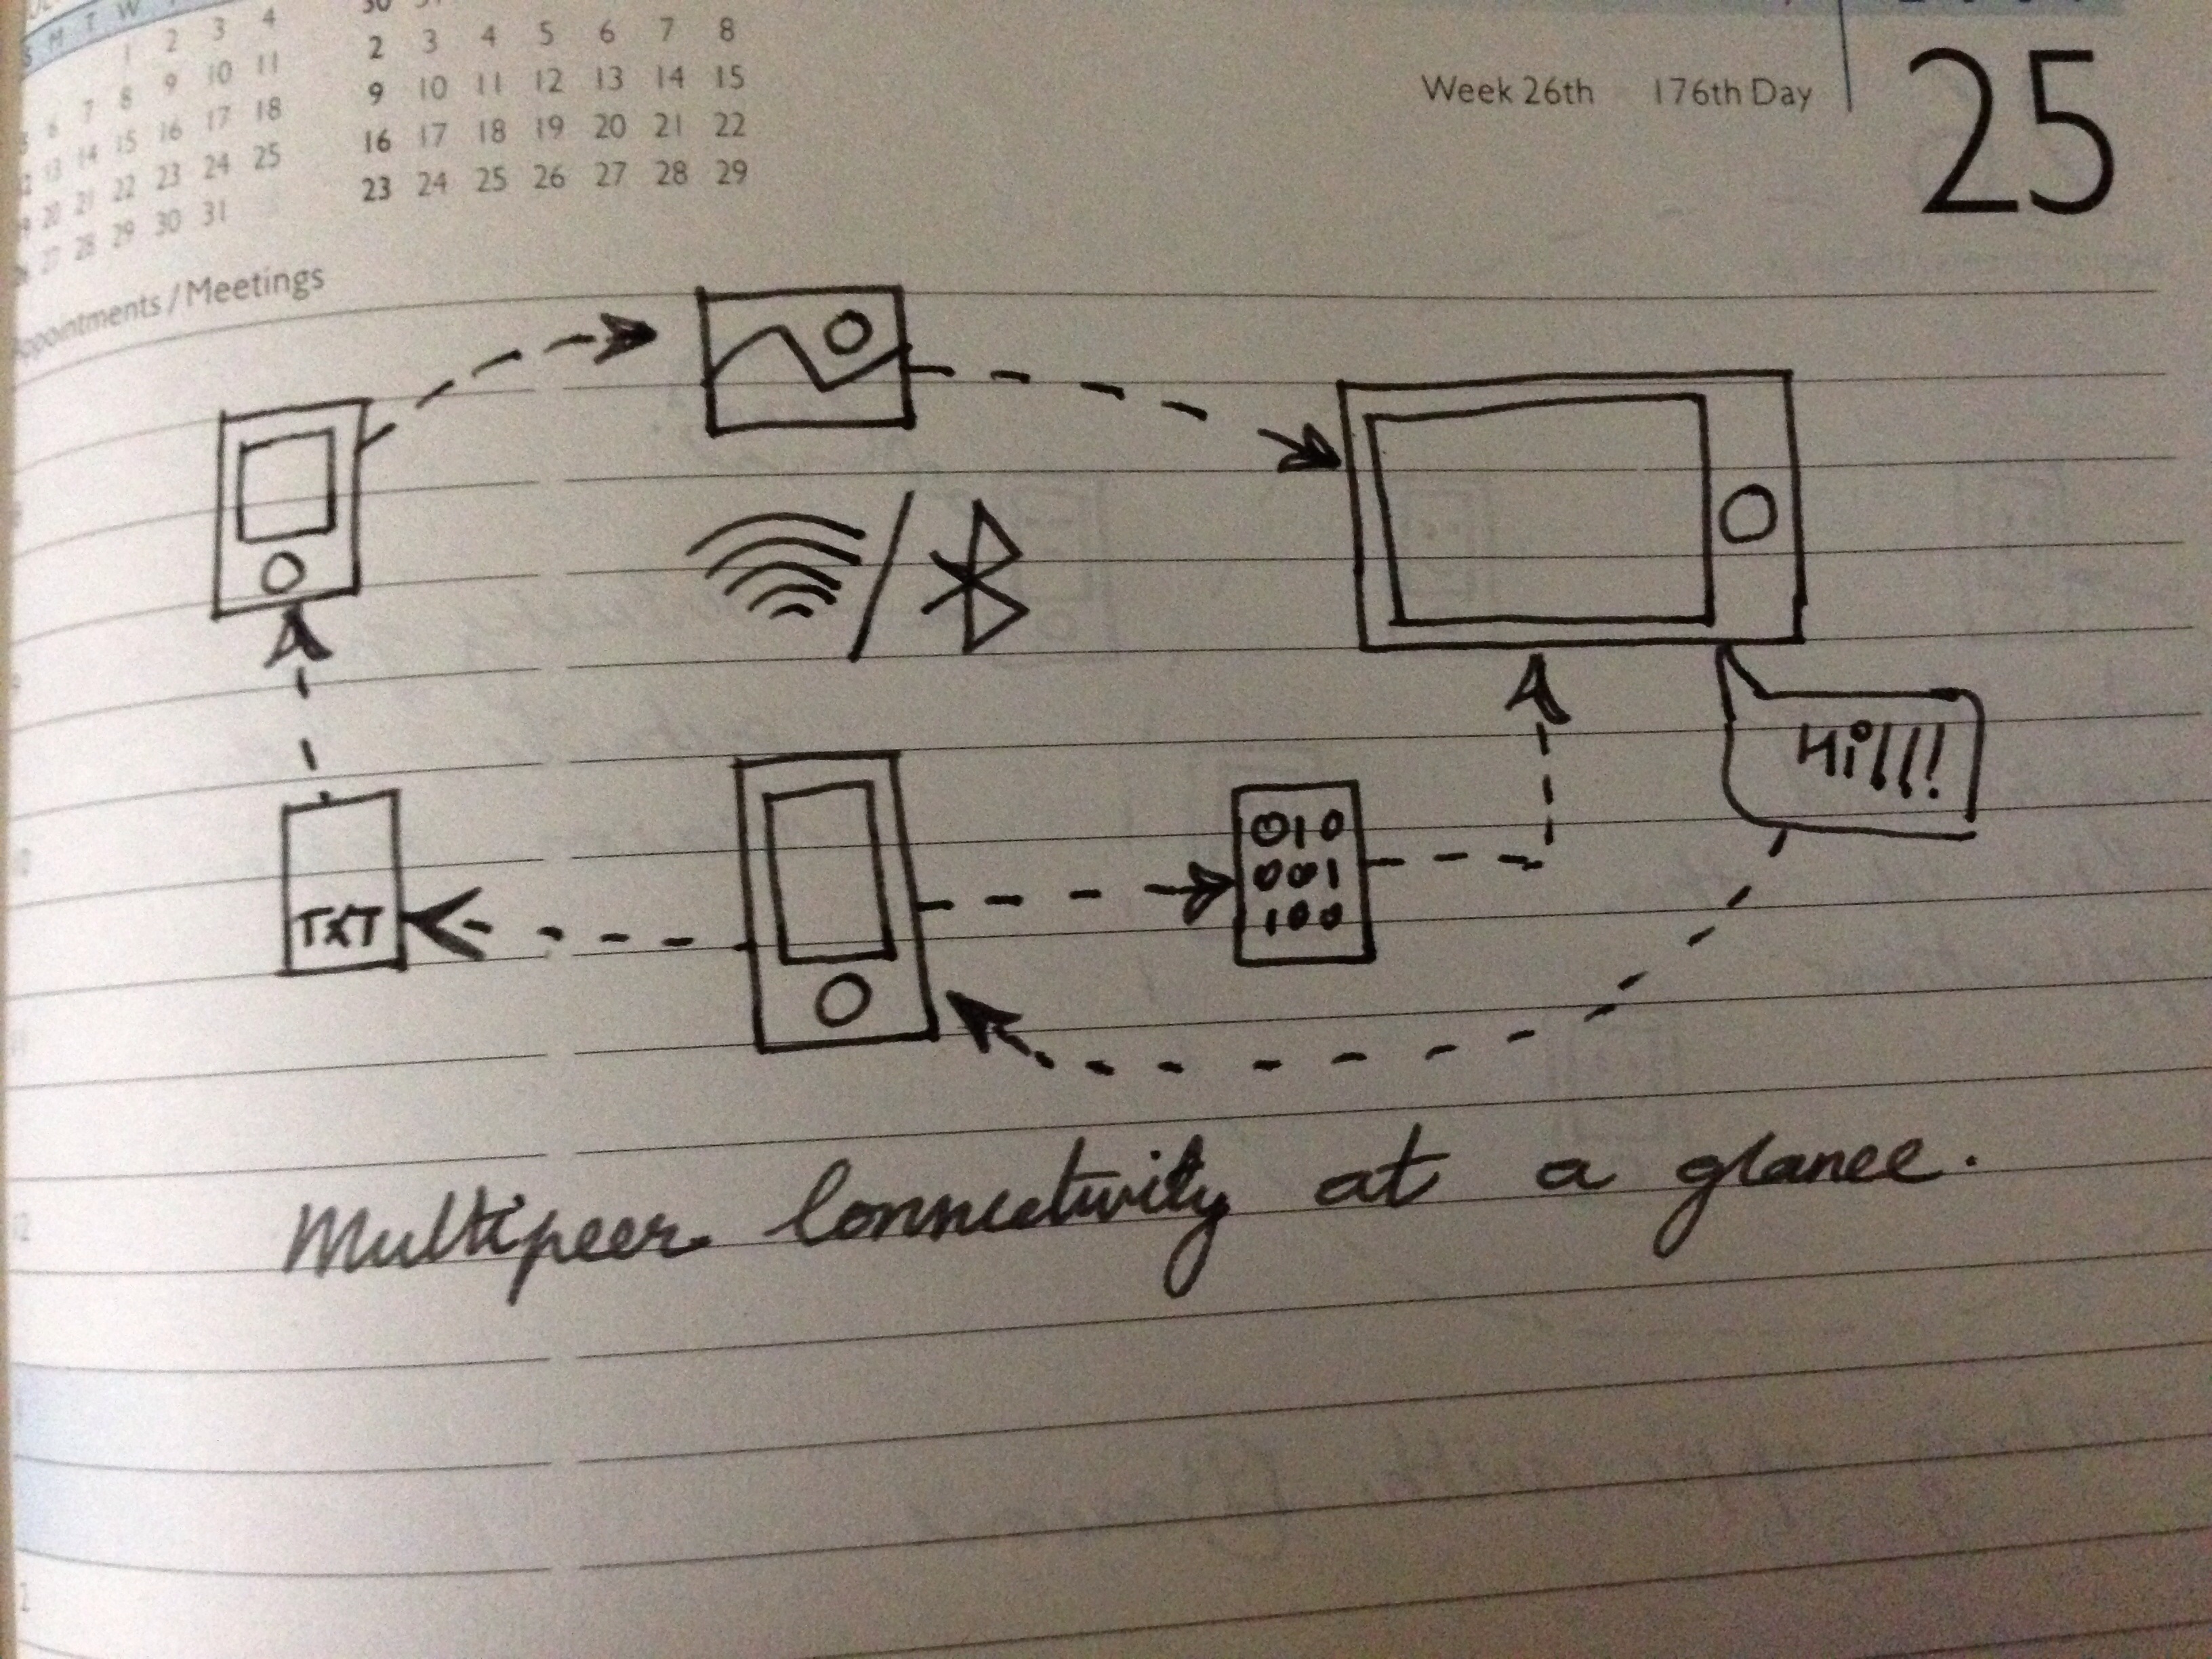 S M T W
1 2 3 4
6 7 8 9 10 11
13 14 15 16 17 18
19 20 21 22 23 24 25
27 28 29 30 31
30 31
2 3 4 5 6 7 8
9 10 11 12 13 14 15
16 17 18 19 20 21 22
23 24 25 26 27 28 29
Week 26th 176th Day
25
Appointments / Meetings
Hi!!!!
TXT
010
001
100
Multipeer Connectivity at a glance.